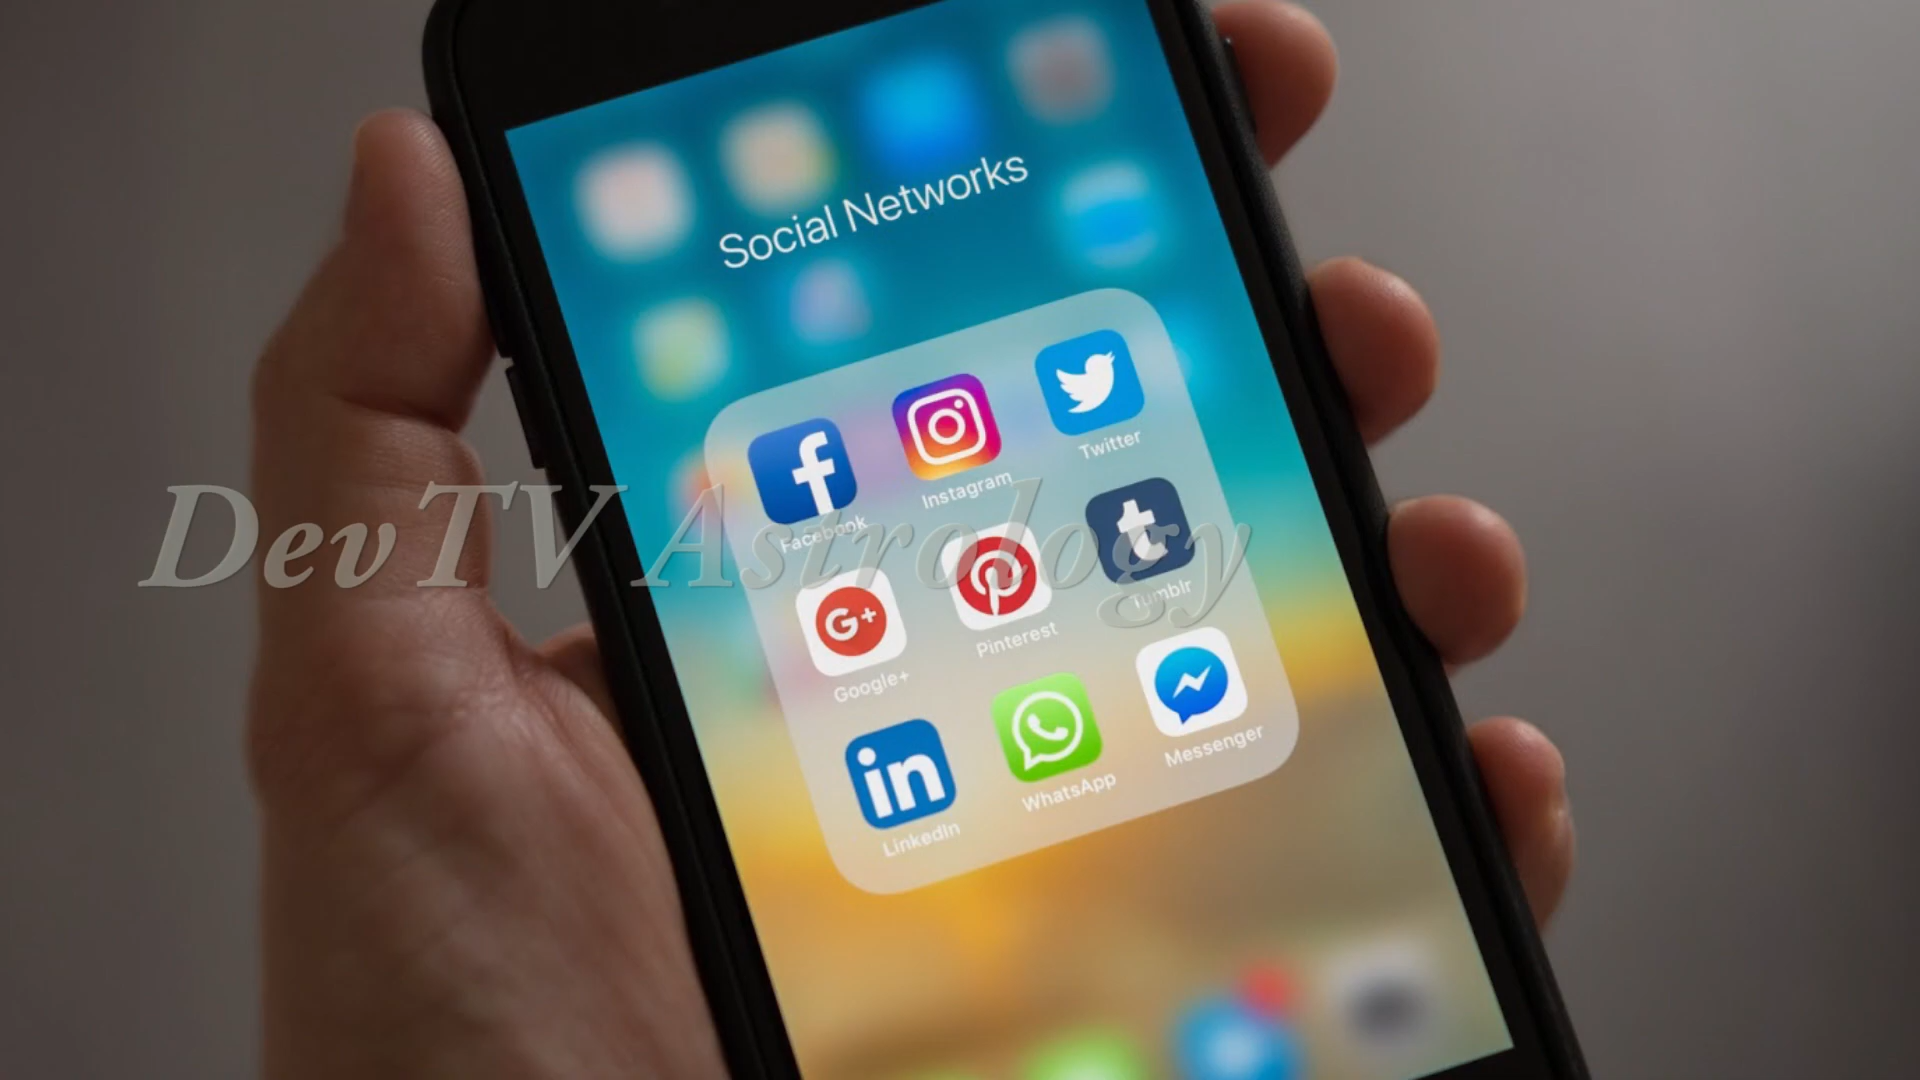 Social Networks
Facebook
Instagram
Twitter
Google+
Pinterest
Tumblr
LinkedIn
WhatsApp
Messenger
DevTV Astrology